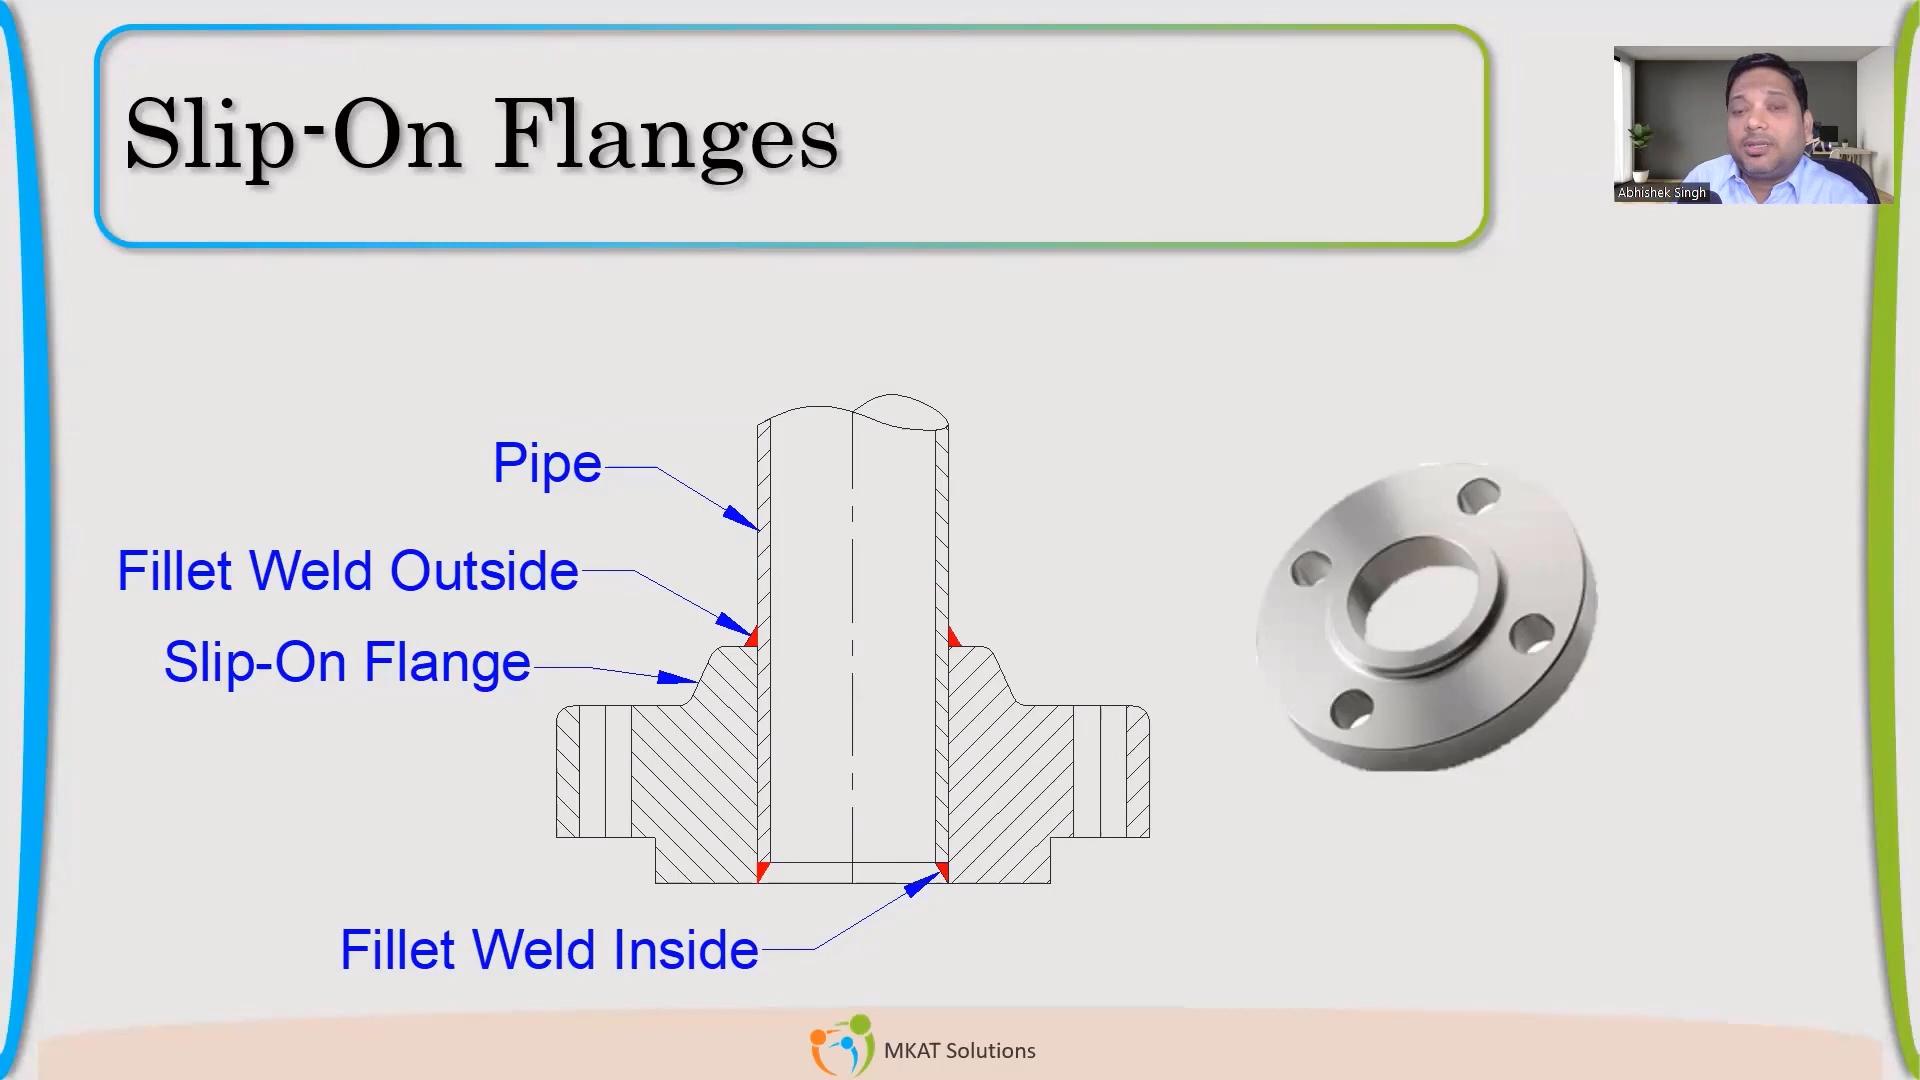 Slip-On Flanges
Abhishek Singh
Pipe
Fillet Weld Outside
Slip-On Flange
Fillet Weld Inside
MKAT Solutions